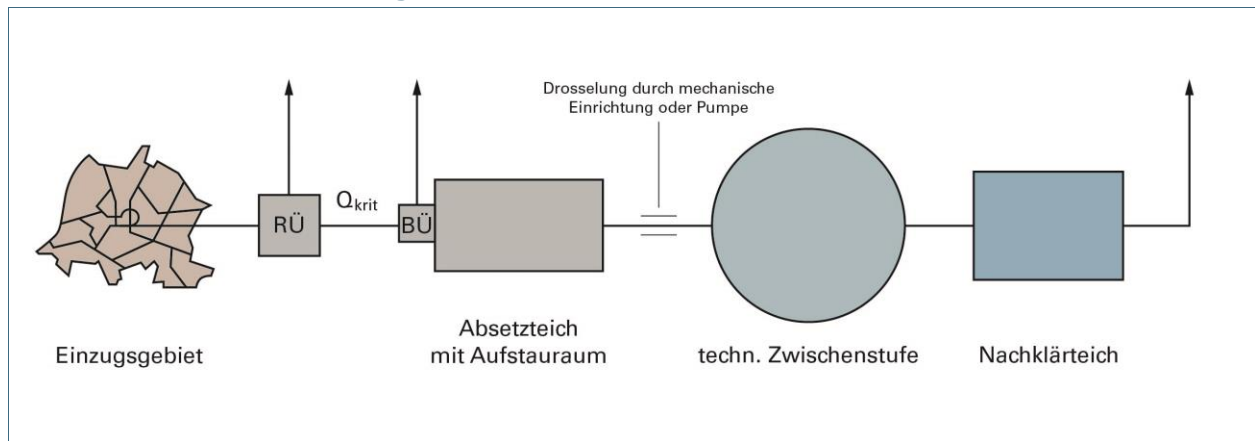 Drosselung durch mechanische
Einrichtung oder Pumpe
RÜ
Qkrit
BÜ
Einzugsgebiet
Absetzteich
mit Aufstauraum
techn. Zwischenstufe
Nachklärteich